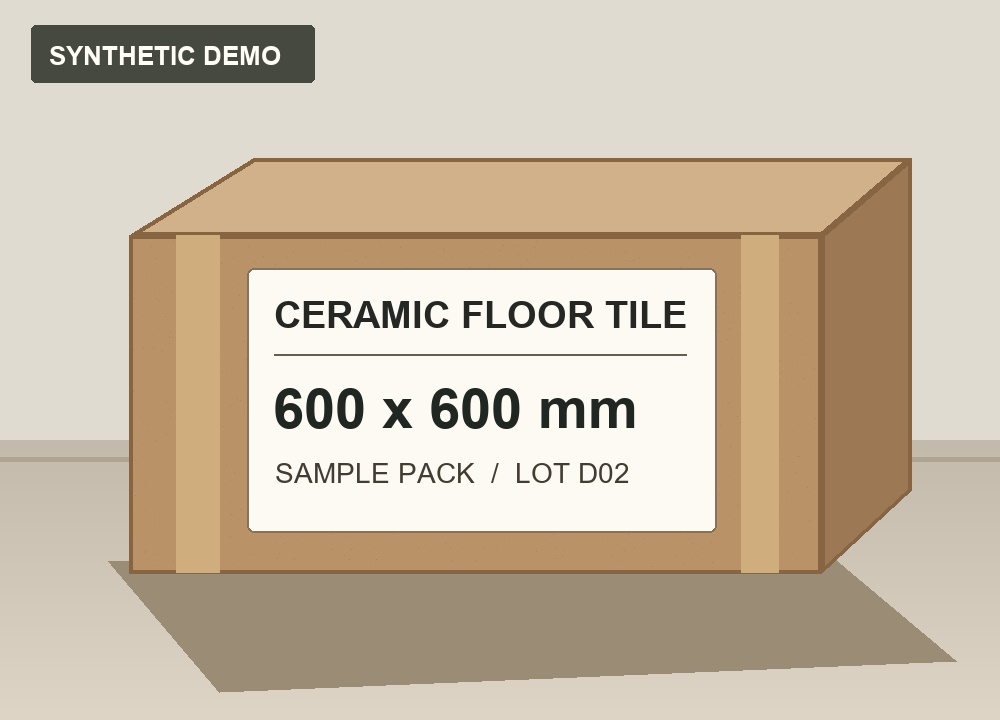 SYNTHETIC DEMO
CERAMIC FLOOR TILE
600 x 600 mm
SAMPLE PACK / LOT D02